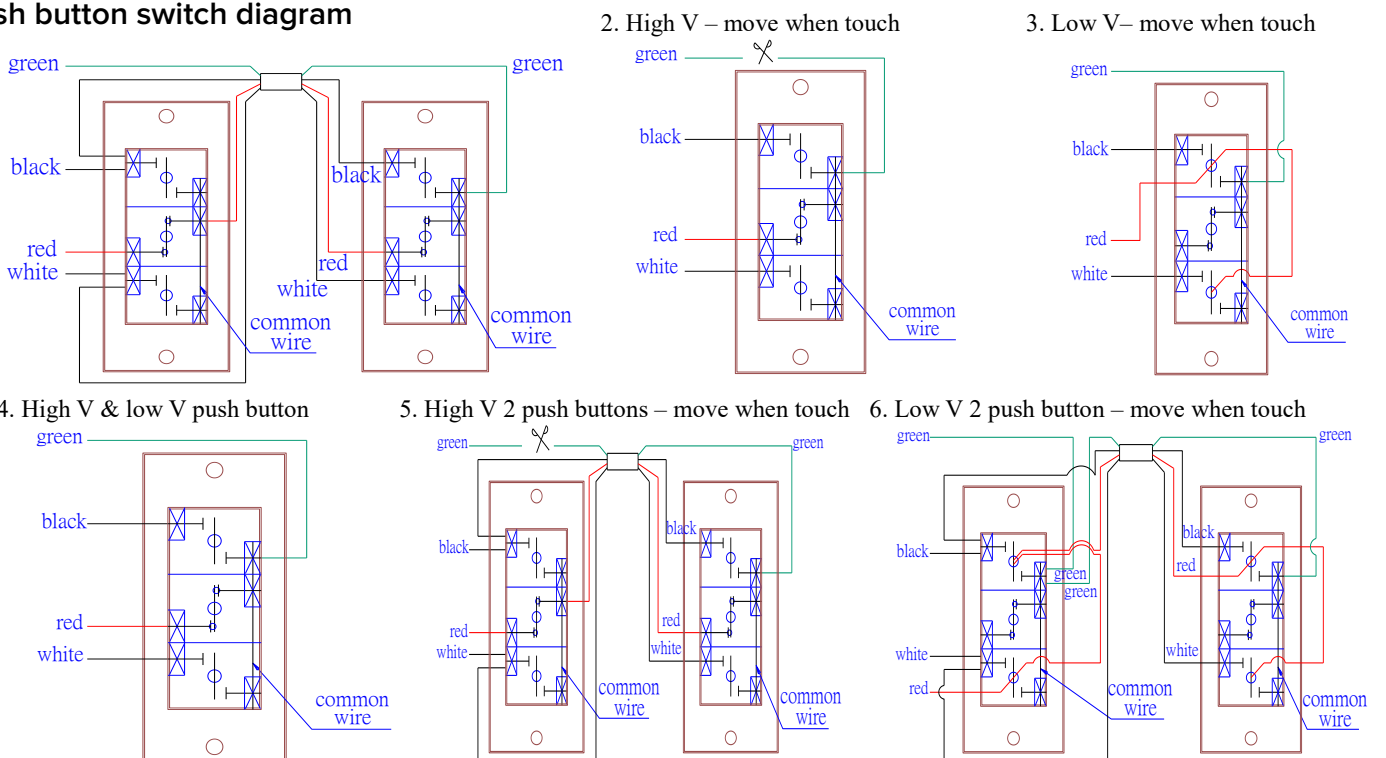 sh button switch diagram
green
green
black
red
white
black
red
white
common
wire
common
wire
2. High V – move when touch
green
black
red
white
common
wire
3. Low V– move when touch
green
black
red
white
common
wire
4. High V & low V push button
green
black
red
white
common
wire
5. High V 2 push buttons – move when touch
green
green
black
black
red
white
red
white
common
wire
common
wire
6. Low V 2 push button – move when touch
green
green
black
black
red
green
green
white
white
red
common
wire
common
wire